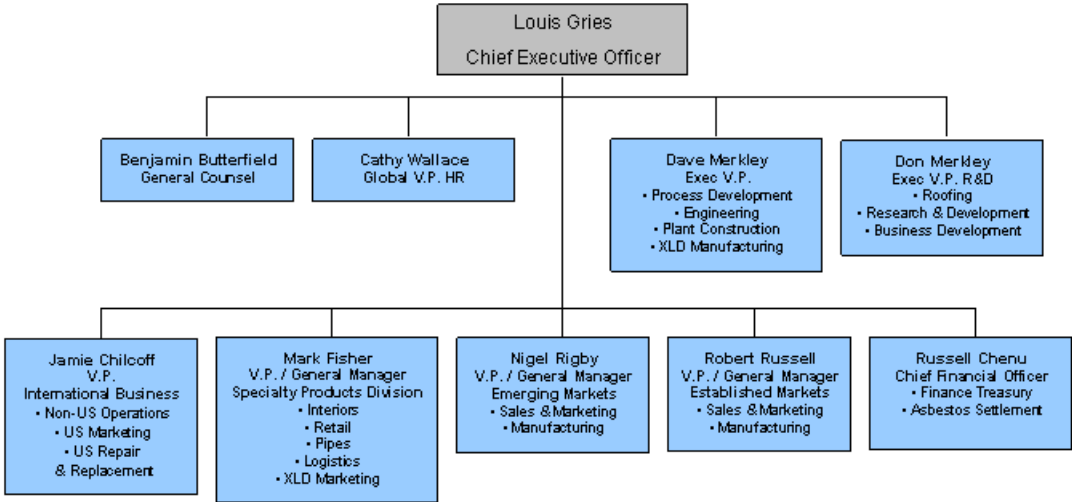 Louis Gries
Chief Executive Officer
Benjamin Butterfield
General Counsel
Cathy Wallace
Global V.P. HR
Dave Merkley
Exec V.P.
• Process Development
• Engineering
• Plant Construction
• XLD Manufacturing
Don Merkley
Exec V.P. R&D
• Roofing
• Research & Development
• Business Development
Jamie Chilcoff
V.P.
International Business
• Non-US Operations
• US Marketing
• US Repair
& Replacement
Mark Fisher
V.P. / General Manager
Specialty Products Division
• Interiors
• Retail
• Pipes
• Logistics
• XLD Marketing
Nigel Rigby
V.P. / General Manager
Emerging Markets
• Sales & Marketing
• Manufacturing
Robert Russell
V.P. / General Manager
Established Markets
• Sales & Marketing
• Manufacturing
Russell Chenu
Chief Financial Officer
• Finance Treasury
• Asbestos Settlement